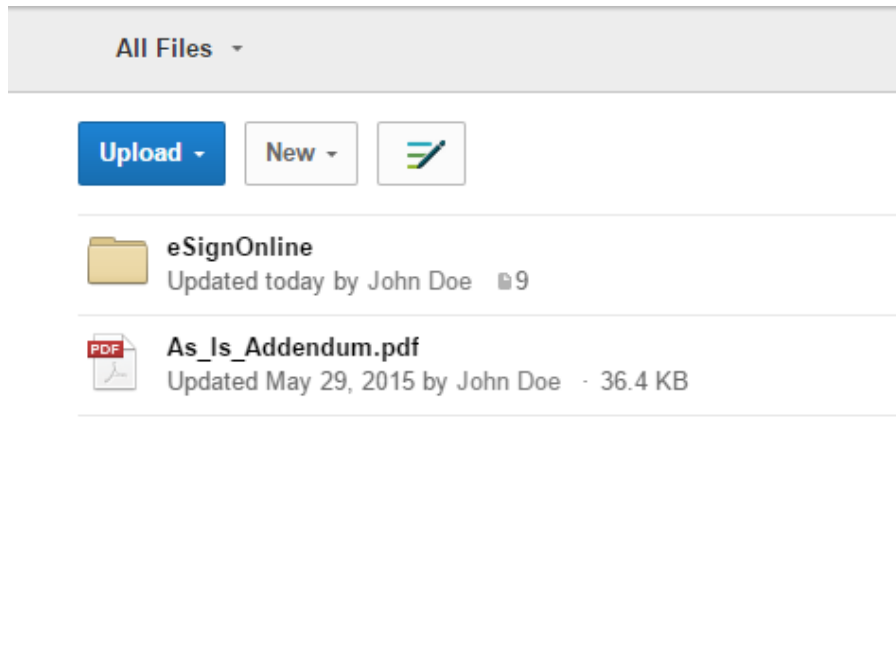 All Files
Upload New
eSignOnline
Updated today by John Doe 9
PDF As_Is_Addendum.pdf
Updated May 29, 2015 by John Doe · 36.4 KB